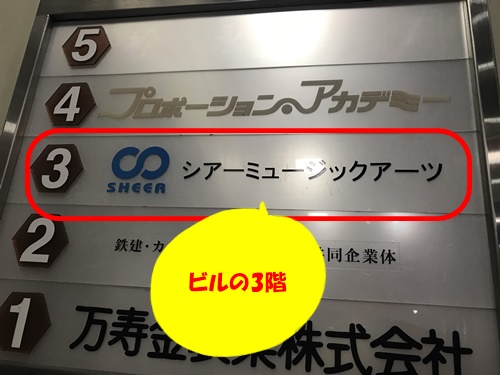 5
4 プロポーション・アカデミー
3 SHEER シアーミュージックアーツ
2 鉄建・カ 同企業体
ビルの3階
1 万寿金 業株式会社